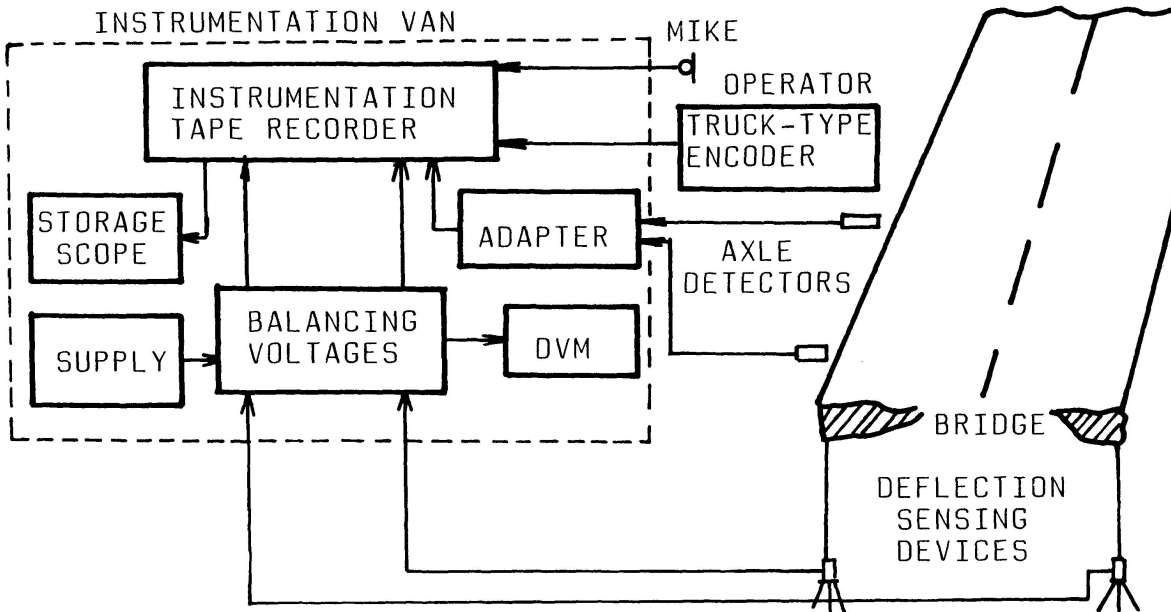 INSTRUMENTATION VAN
MIKE
INSTRUMENTATION
TAPE RECORDER
OPERATOR
TRUCK-TYPE
ENCODER
STORAGE
SCOPE
ADAPTER
AXLE
DETECTORS
SUPPLY
BALANCING
VOLTAGES
DVM
BRIDGE
DEFLECTION
SENSING
DEVICES